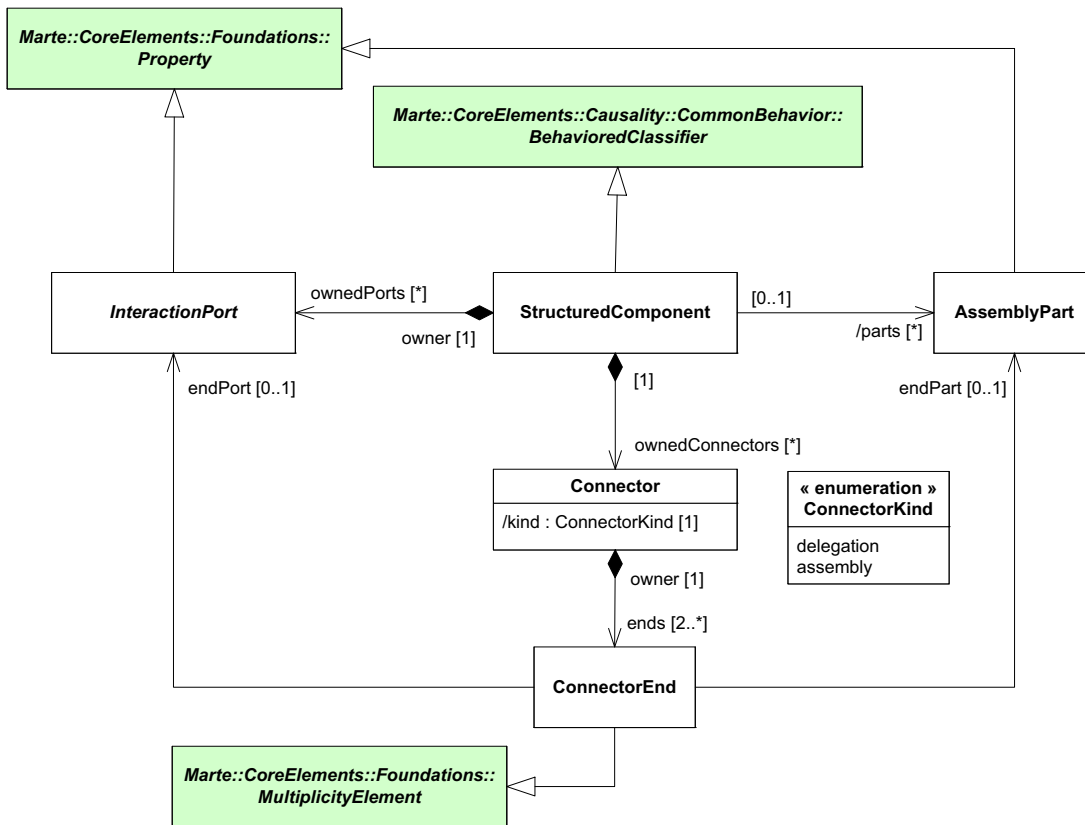 Marte::CoreElements::Foundations::
Property
Marte::CoreElements::Causality::CommonBehavior::
BehavioredClassifier
InteractionPort
ownedPorts [*]
owner [1]
StructuredComponent
[0..1]
/parts [*]
AssemblyPart
endPort [0..1]
[1]
endPart [0..1]
ownedConnectors [*]
Connector
/kind : ConnectorKind [1]
« enumeration »
ConnectorKind
delegation
assembly
owner [1]
ends [2..*]
ConnectorEnd
Marte::CoreElements::Foundations::
MultiplicityElement